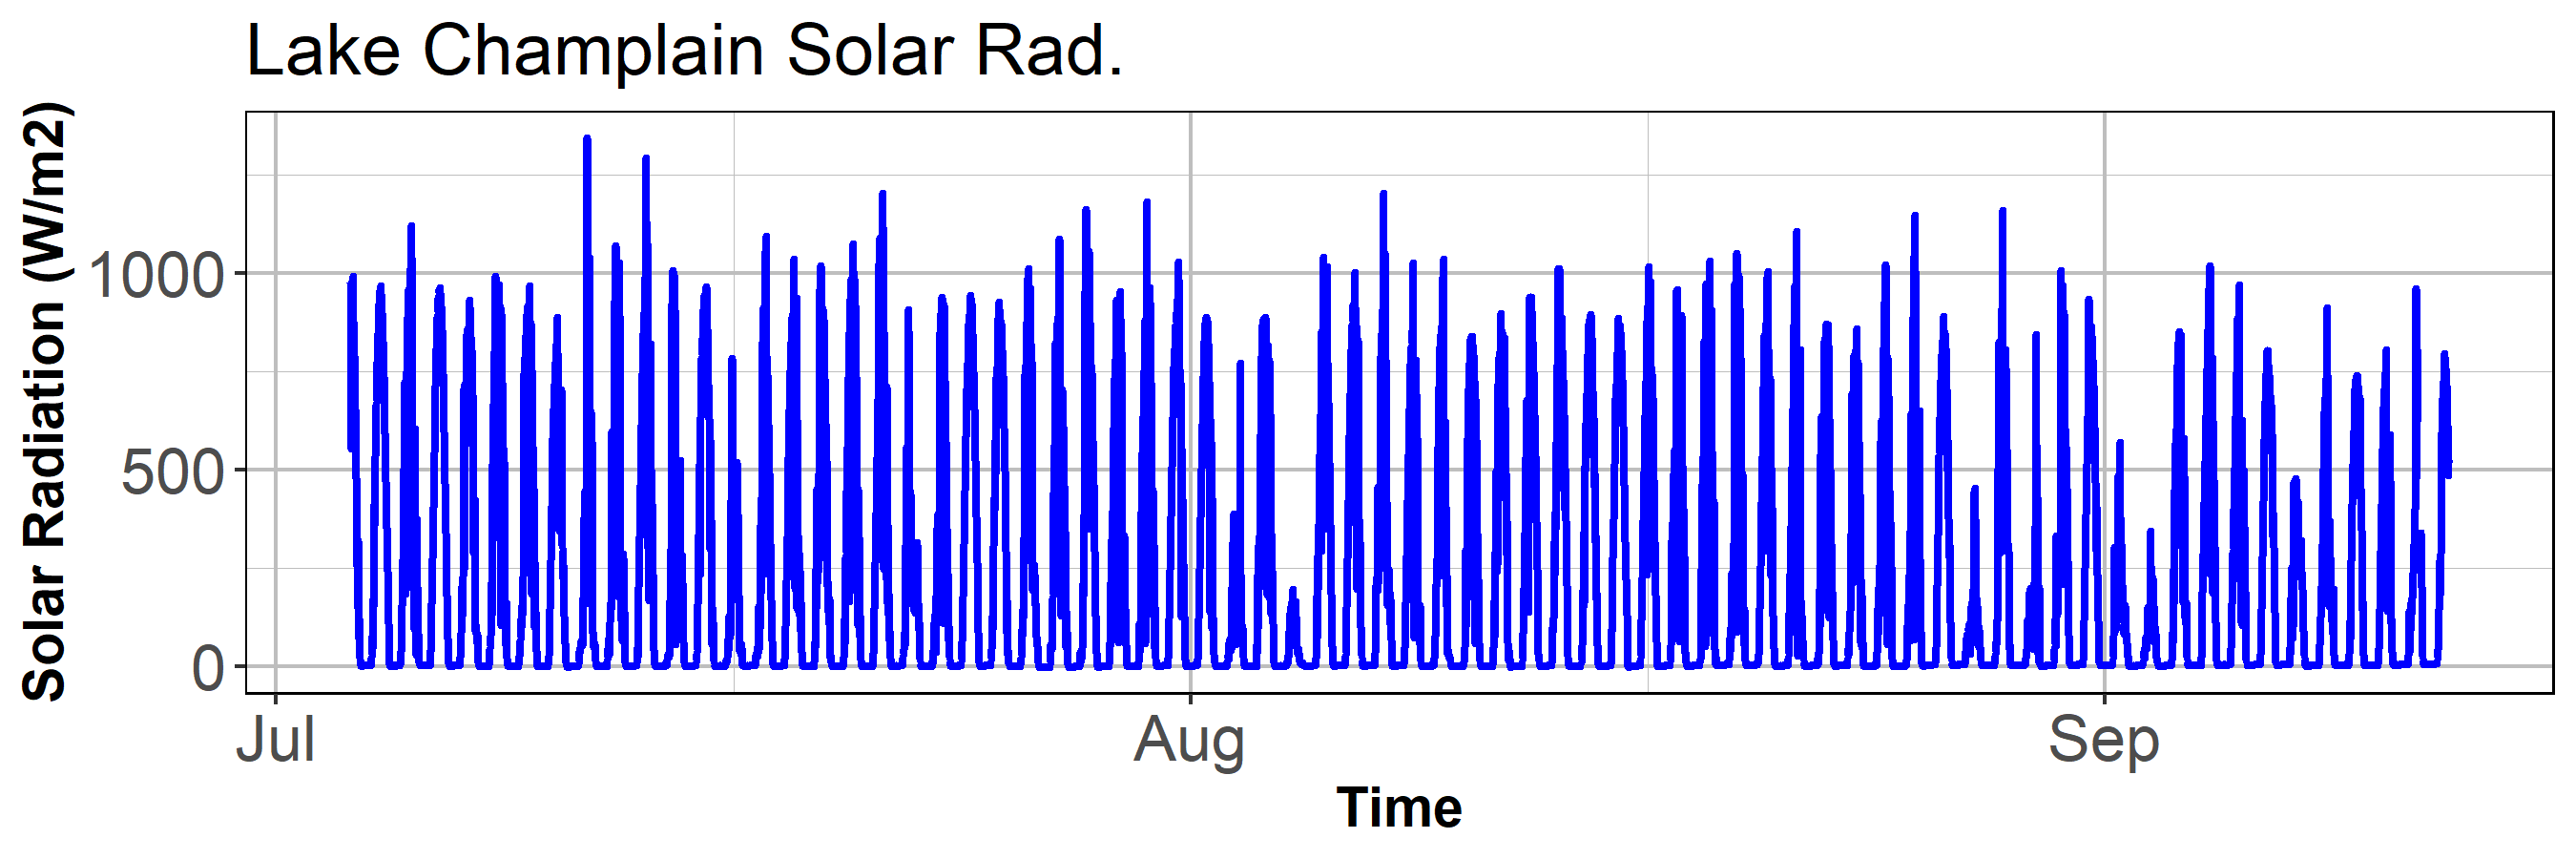 Lake Champlain Solar Rad.
Solar Radiation (W/m2)
1000
500
0
Jul Aug Sep
Time